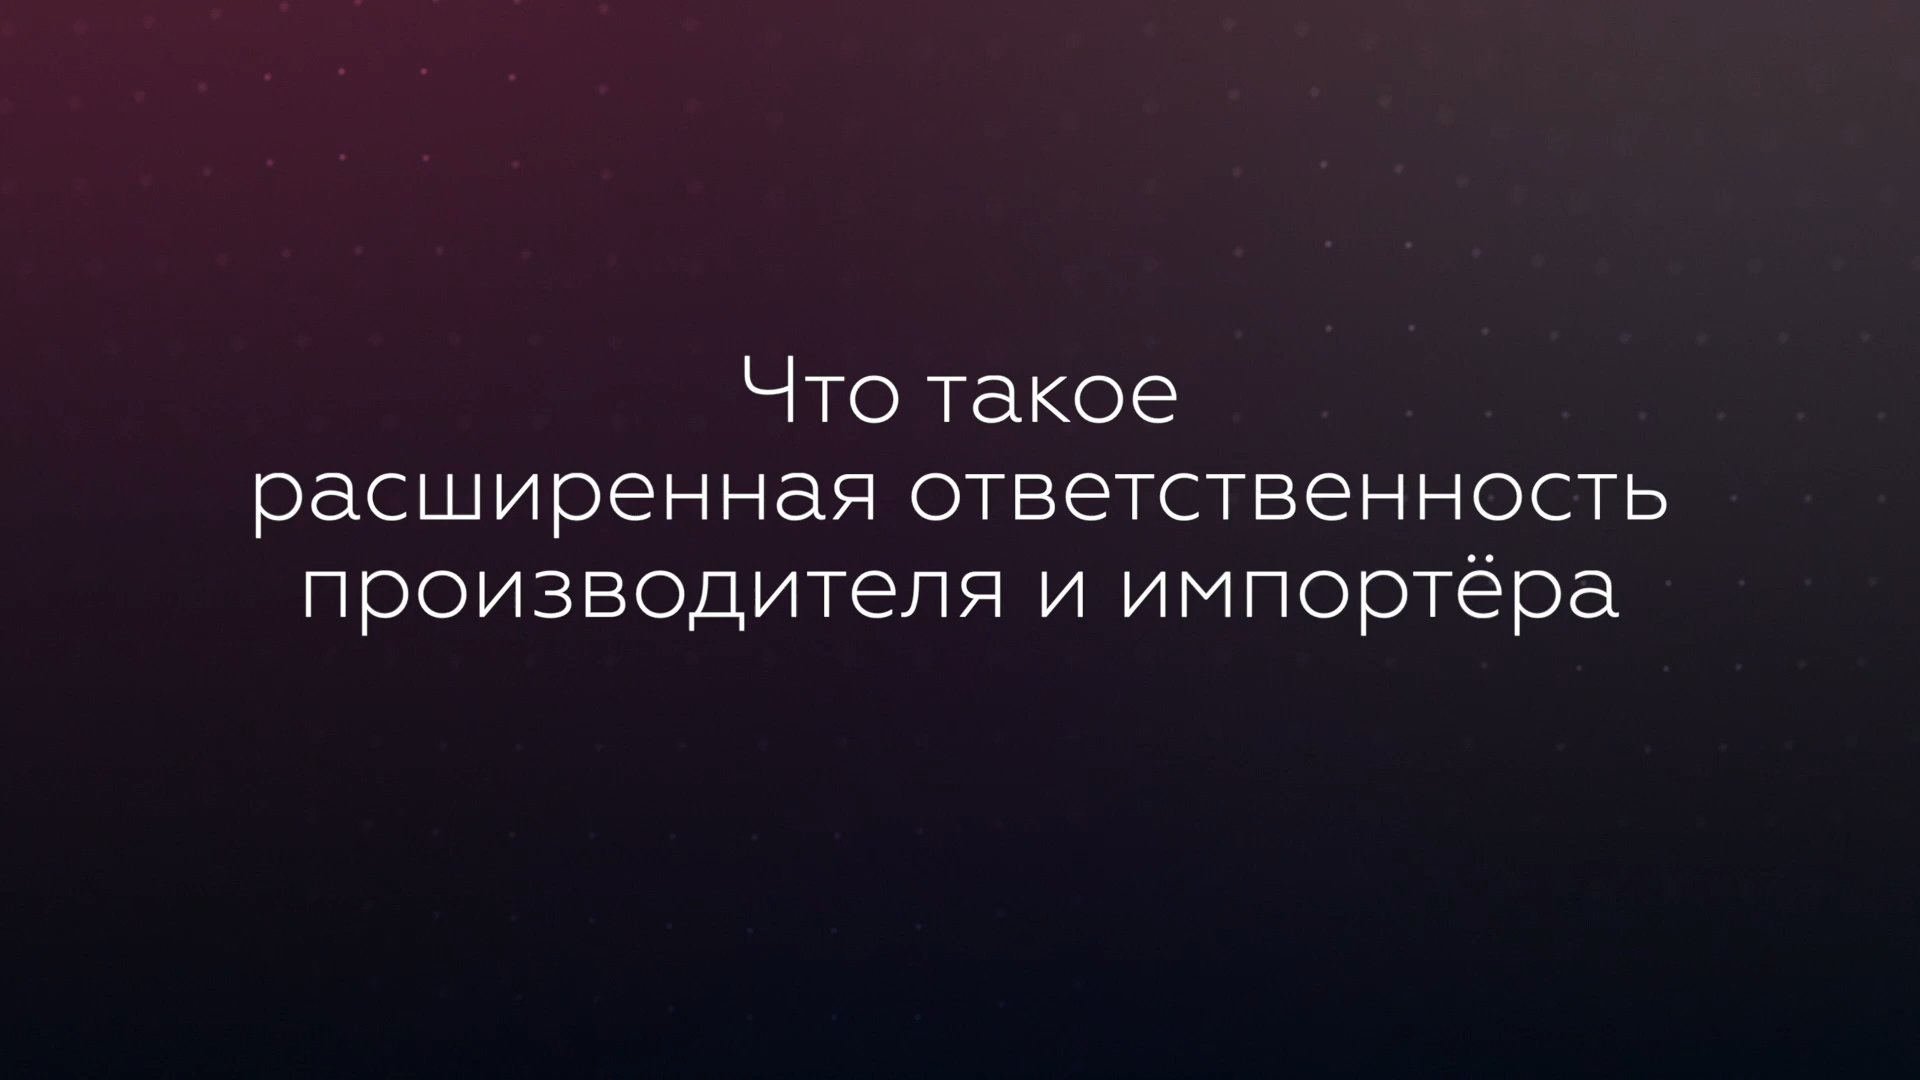 Что такое
расширенная ответственность
производителя и импортёра